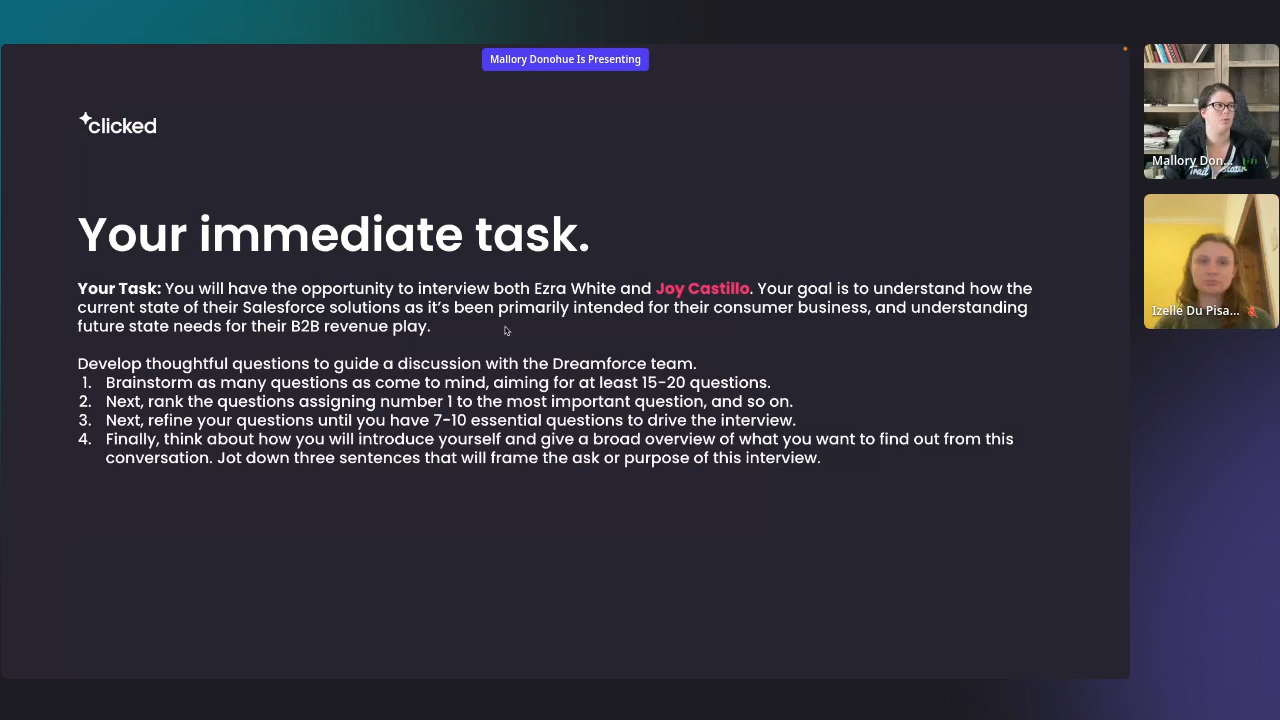 Mallory Donohue Is Presenting
clicked
Your immediate task.
Your Task: You will have the opportunity to interview both Ezra White and Joy Castillo. Your goal is to understand how the
current state of their Salesforce solutions as it’s been primarily intended for their consumer business, and understanding
future state needs for their B2B revenue play.
Develop thoughtful questions to guide a discussion with the Dreamforce team.
1. Brainstorm as many questions as come to mind, aiming for at least 15-20 questions.
2. Next, rank the questions assigning number 1 to the most important question, and so on.
3. Next, refine your questions until you have 7-10 essential questions to drive the interview.
4. Finally, think about how you will introduce yourself and give a broad overview of what you want to find out from this
conversation. Jot down three sentences that will frame the ask or purpose of this interview.
Mallory Don...
Izelle Du Pisa...